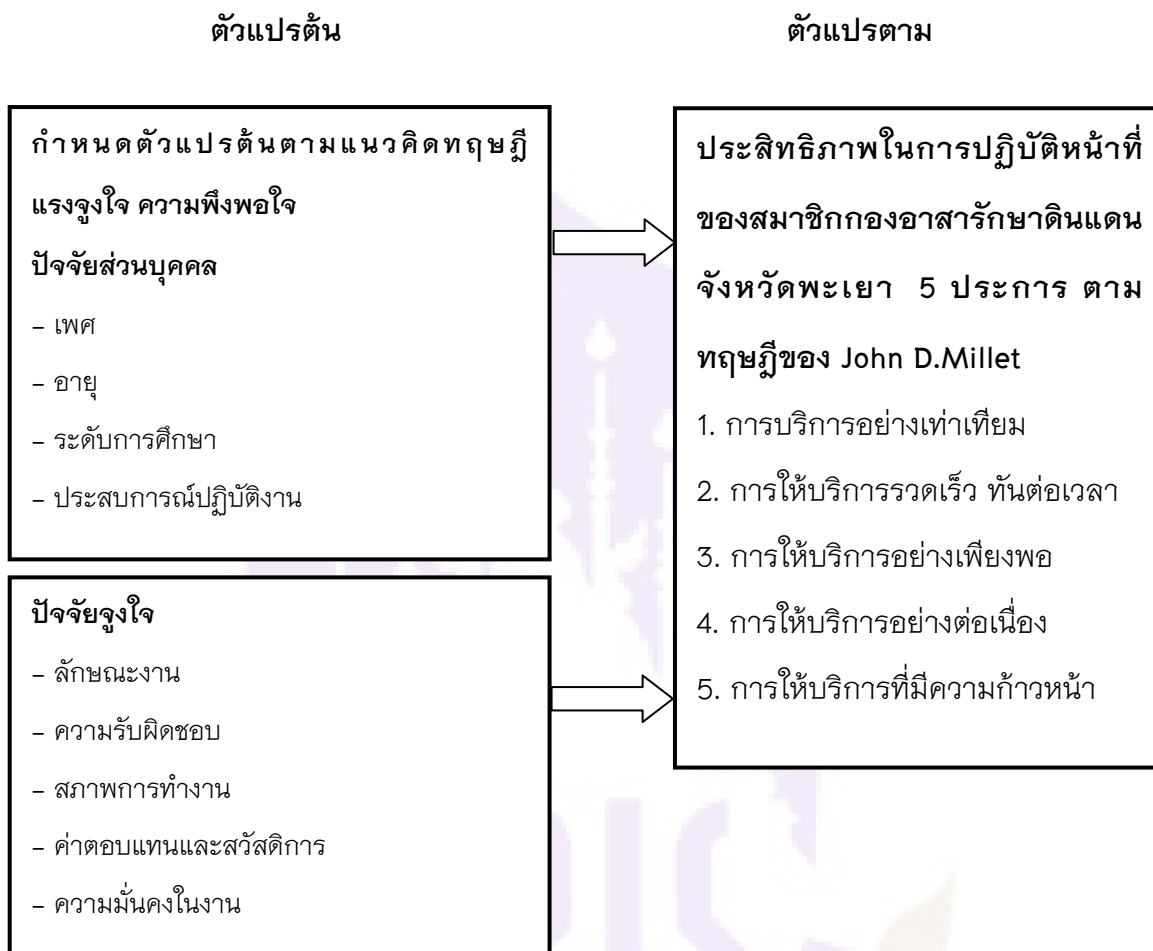 ตัวแปรต้น
ตัวแปรตาม
กำหนดตัวแปรต้นตามแนวคิดทฤษฎี
แรงจูงใจ ความพึงพอใจ
ปัจจัยส่วนบุคคล
– เพศ
– อายุ
– ระดับการศึกษา
– ประสบการณ์ปฏิบัติงาน
ปัจจัยจูงใจ
– ลักษณะงาน
– ความรับผิดชอบ
– สภาพการทำงาน
– ค่าตอบแทนและสวัสดิการ
– ความมั่นคงในงาน
ประสิทธิภาพในการปฏิบัติหน้าที่
ของสมาชิกกองอาสารักษาดินแดน
จังหวัดพะเยา 5 ประการ ตาม
ทฤษฎีของ John D.Millet
1. การบริการอย่างเท่าเทียม
2. การให้บริการรวดเร็ว ทันต่อเวลา
3. การให้บริการอย่างเพียงพอ
4. การให้บริการอย่างต่อเนื่อง
5. การให้บริการที่มีความก้าวหน้า